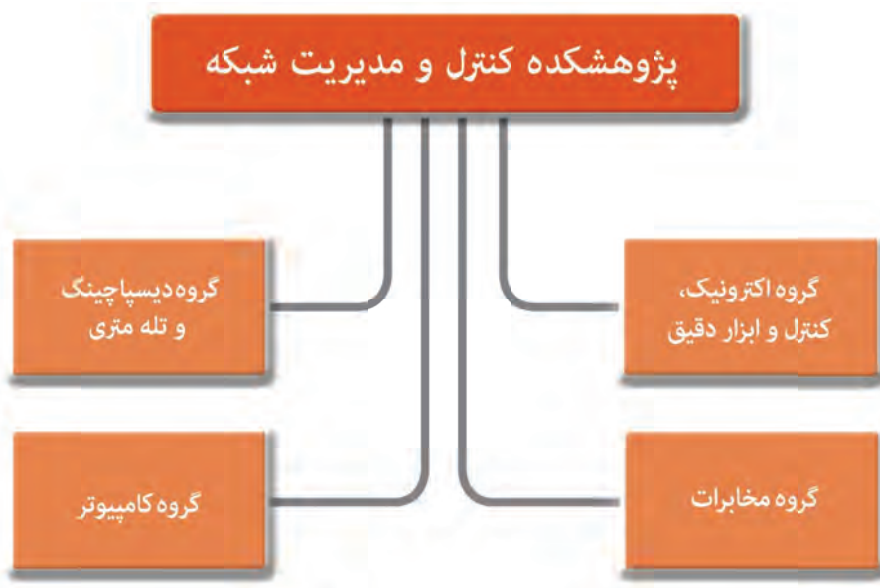 پژوهشکده کنترل و مدیریت شبکه
گروه اکترونیک،
کنترل و ابزار دقیق
گروه دیسپاچینگ
و تله متری
گروه مخابرات
گروه کامپیوتر